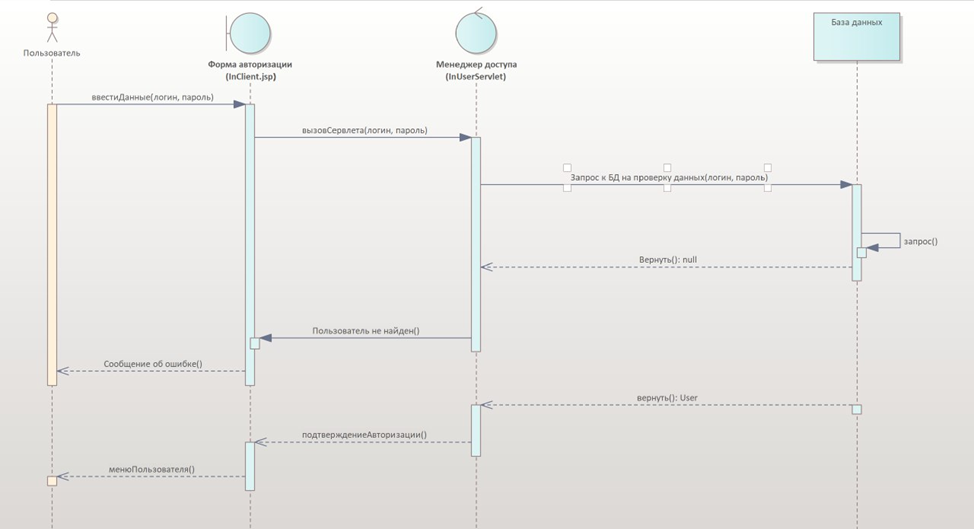 Пользователь
Форма авторизации
(InClient.jsp)
Менеджер доступа
(InUserServlet)
База данных
ввестиДанные(логин, пароль)
вызовСервлета(логин, пароль)
Запрос к БД на проверку данных(логин, пароль)
запрос()
Вернуть(): null
Пользователь не найден()
Сообщение об ошибке()
вернуть(): User
подтверждениеАвторизации()
менюПользователя()